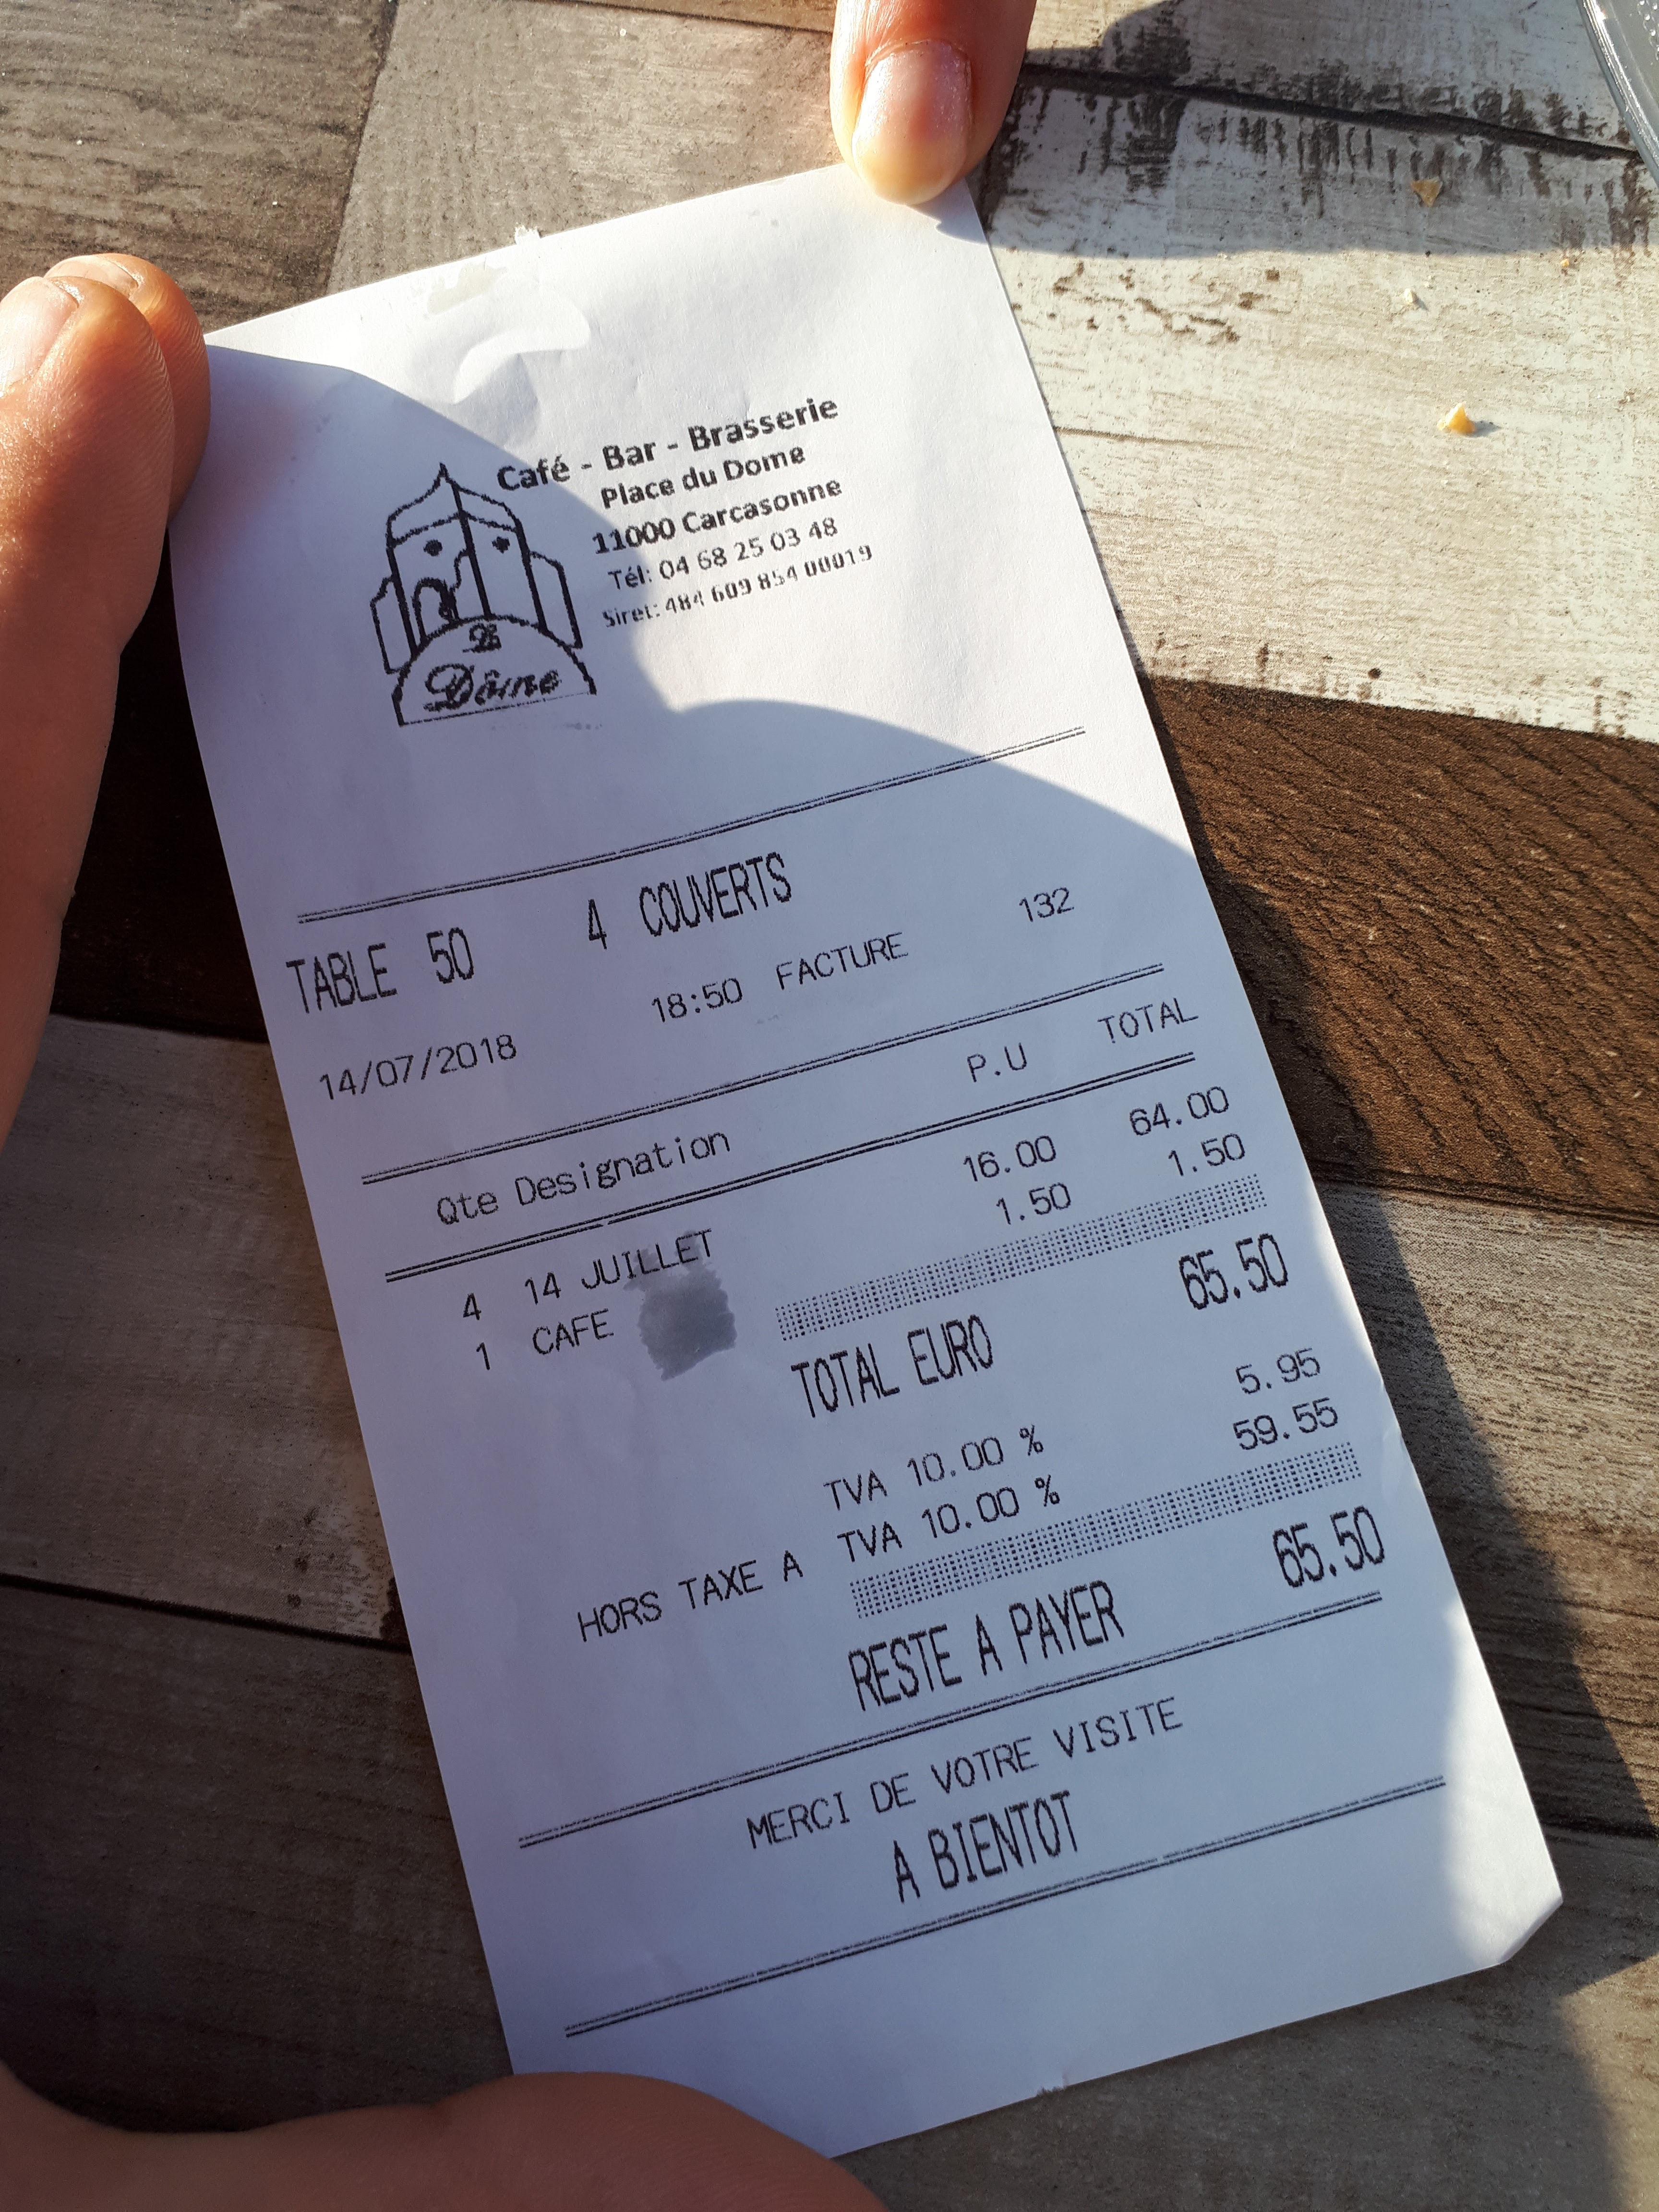 Café - Bar - Brasserie
Place du Dome
11000 Carcasonne
Tél: 04 68 25 03 48
Siret: 484 609 854 00019
Le
Dôme
TABLE 50 4 COUVERTS
14/07/2018 18:50 FACTURE 132
Qte Designation P.U TOTAL
4 14 JUILLET 16.00 64.00
1 CAFE 1.50 1.50
TOTAL EURO 65.50
TVA 10.00 % 5.95
HORS TAXE A TVA 10.00 % 59.55
RESTE A PAYER 65.50
MERCI DE VOTRE VISITE
A BIENTOT